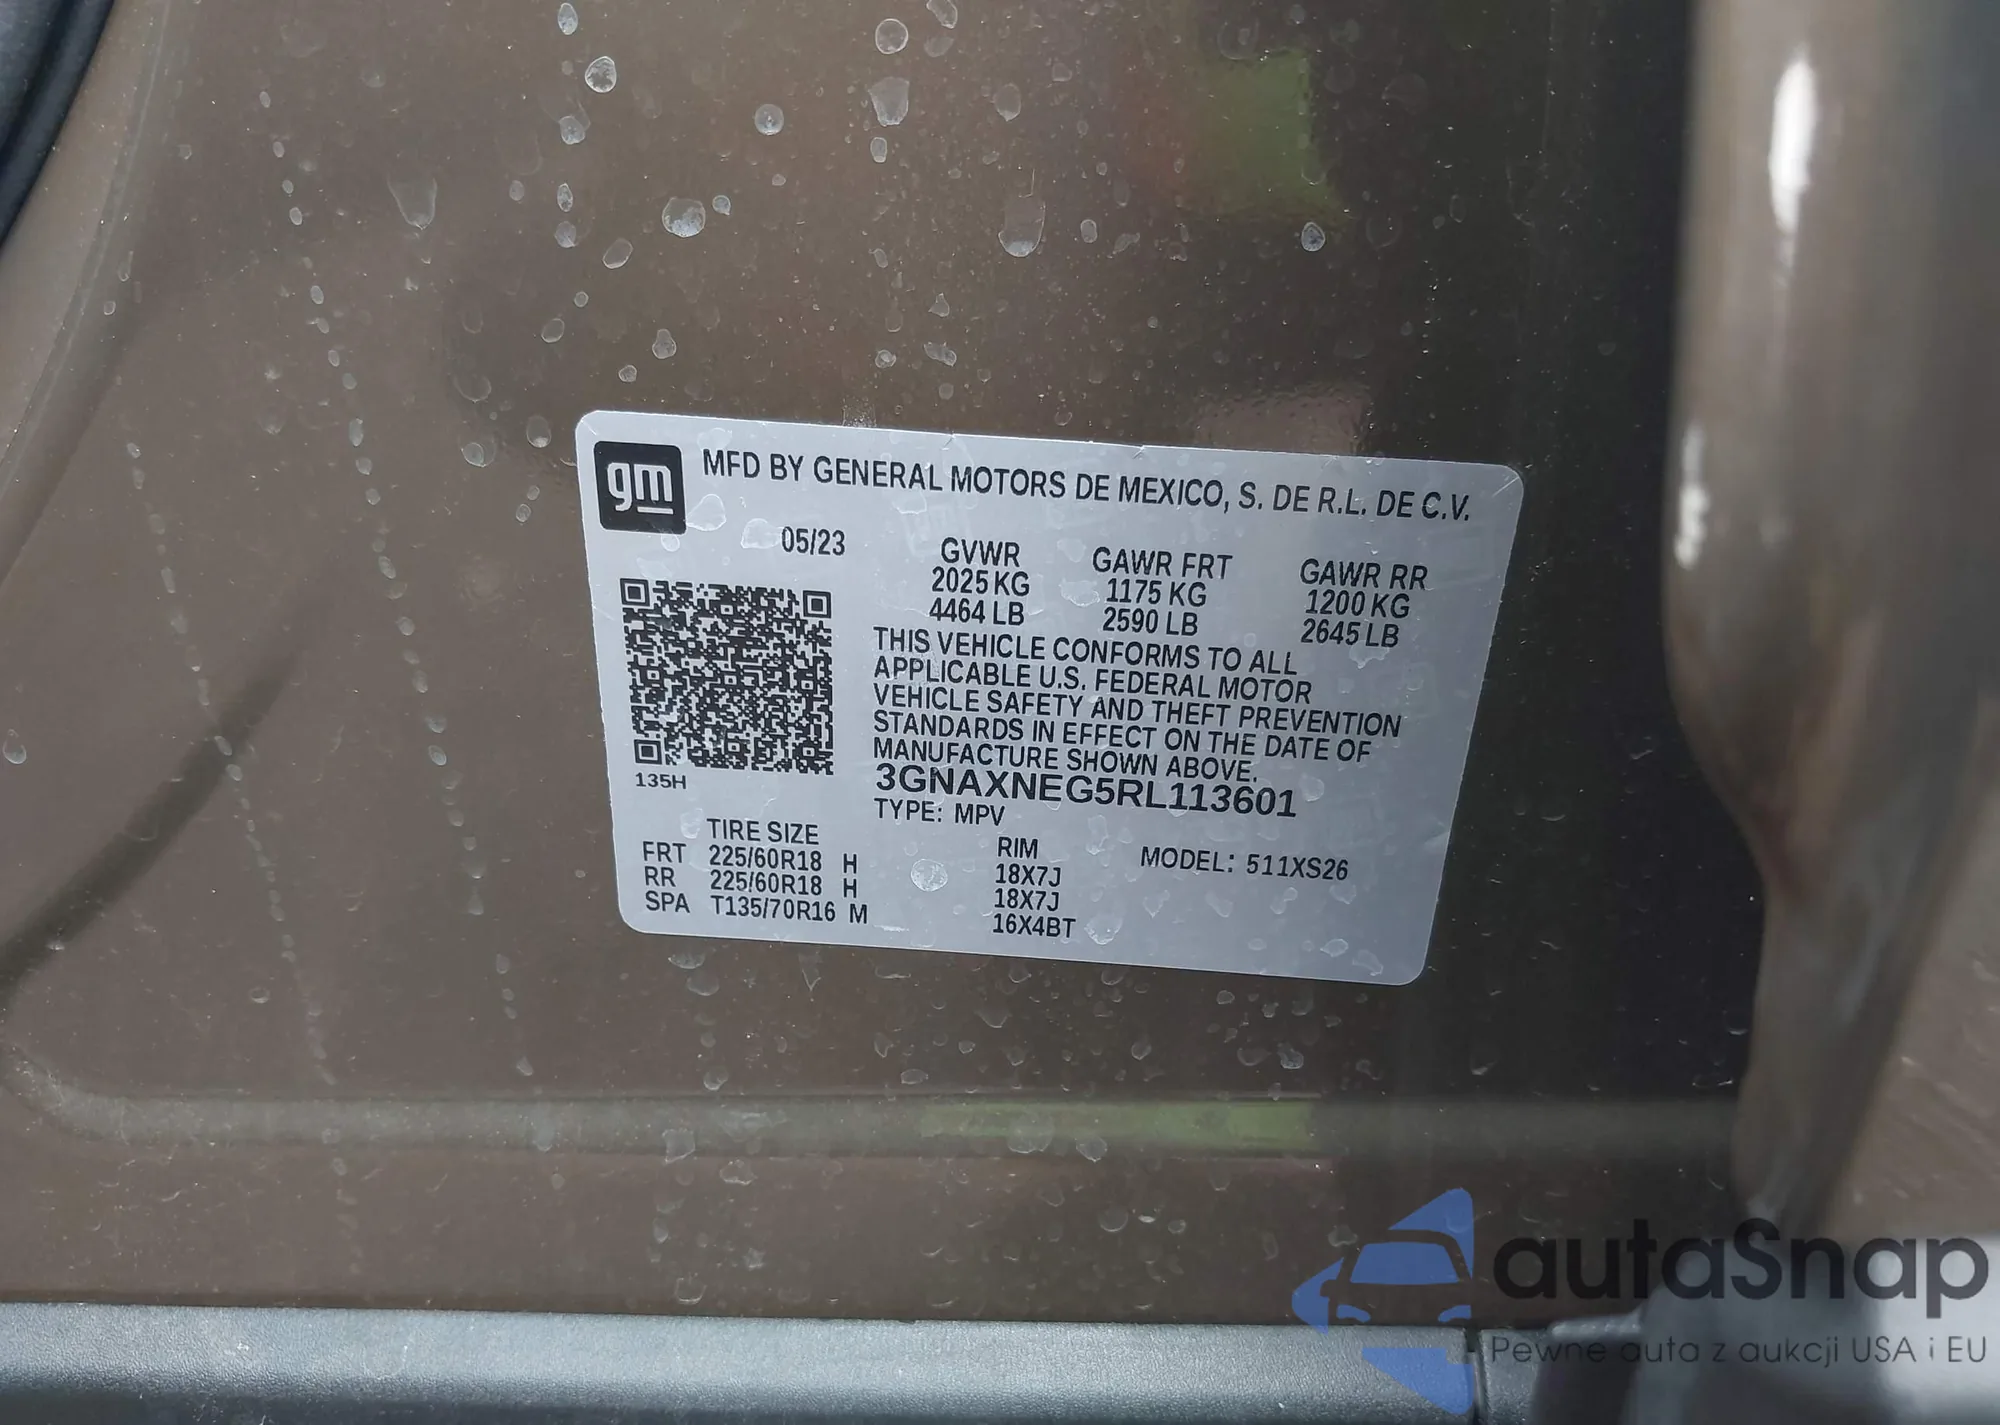 gm
MFD BY GENERAL MOTORS DE MEXICO, S. DE R.L. DE C.V.
05/23
GVWR GAWR FRT GAWR RR
2025 KG 1175 KG 1200 KG
4464 LB 2590 LB 2645 LB
THIS VEHICLE CONFORMS TO ALL
APPLICABLE U.S. FEDERAL MOTOR
VEHICLE SAFETY AND THEFT PREVENTION
STANDARDS IN EFFECT ON THE DATE OF
MANUFACTURE SHOWN ABOVE.
135H
3GNAXNEG5RL113601
TYPE: MPV
TIRE SIZE RIM MODEL: 511XS26
FRT 225/60R18 H 18X7J
RR 225/60R18 H 18X7J
SPA T135/70R16 M 16X4BT
autaSnap
Pewne auta z aukcji USA i EU